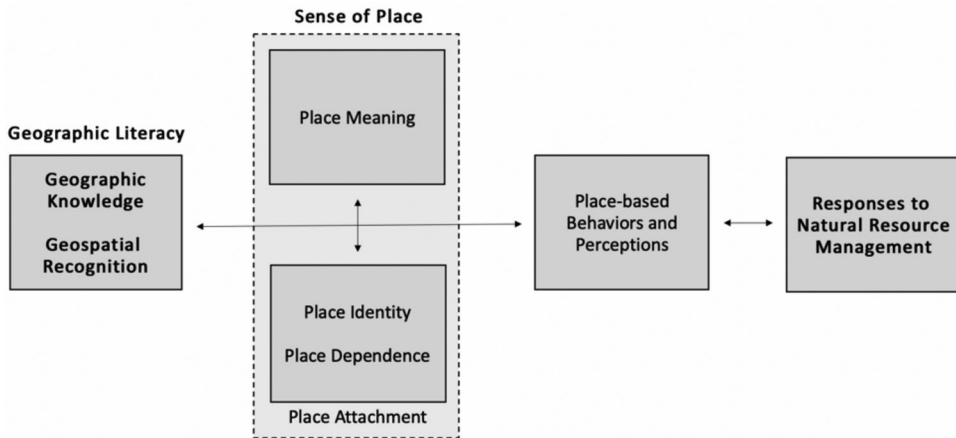 Sense of Place
Place Meaning
Geographic Literacy
Geographic
Knowledge
Geospatial
Recognition
Place-based
Behaviors and
Perceptions
Responses to
Natural Resource
Management
Place Identity
Place Dependence
Place Attachment